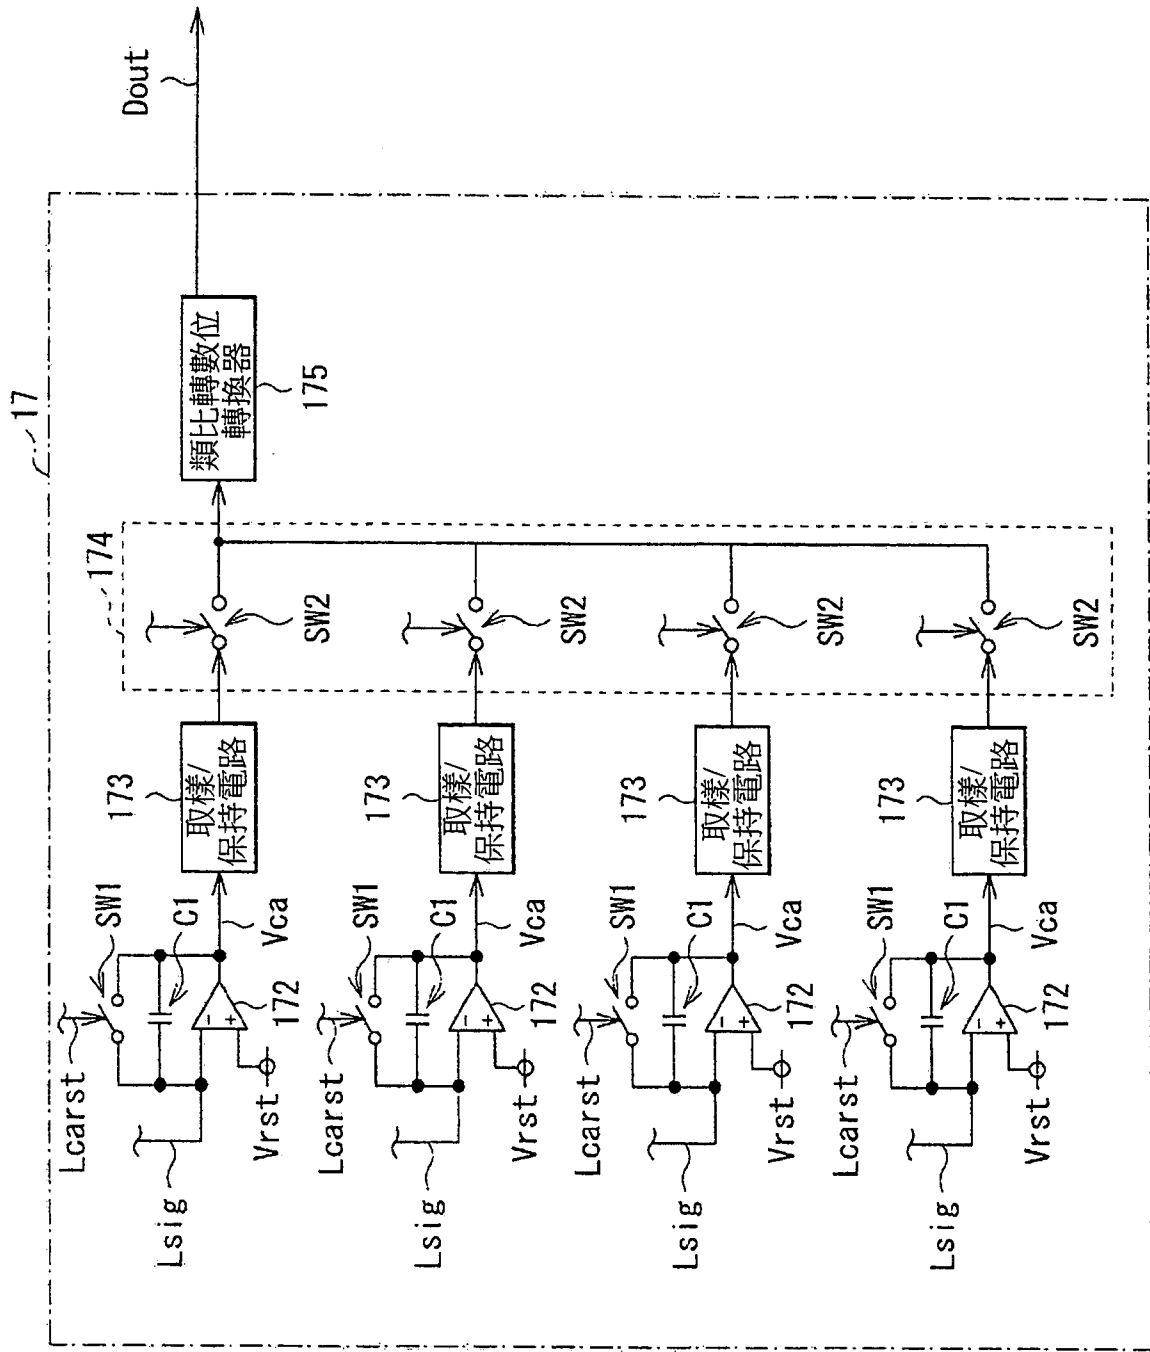 17
Dout
類比轉數位
轉換器
175
174
SW2
SW2
SW2
SW2
173
取樣/
保持電路
173
取樣/
保持電路
173
取樣/
保持電路
173
取樣/
保持電路
SW1
C1
Vca
172
Lcarst
Vrst
Lsig
SW1
C1
Vca
172
Lcarst
Vrst
Lsig
SW1
C1
Vca
172
Lcarst
Vrst
Lsig
SW1
C1
Vca
172
Lcarst
Vrst
Lsig